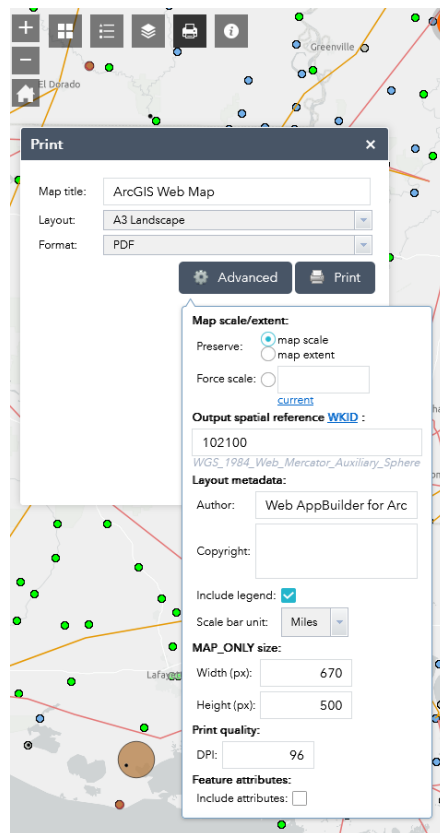 Greenville
El Dorado
Print ×
Map title: ArcGIS Web Map
Layout: A3 Landscape
Format: PDF
Advanced Print
Map scale/extent:
Preserve: map scale
map extent
Force scale:
current
Output spatial reference WKID :
102100
WGS_1984_Web_Mercator_Auxiliary_Sphere
Layout metadata:
Author: Web AppBuilder for Arc
Copyright:
Include legend:
Scale bar unit: Miles
MAP_ONLY size:
Width (px): 670
Lafay
Height (px): 500
Print quality:
DPI: 96
Feature attributes:
Include attributes: